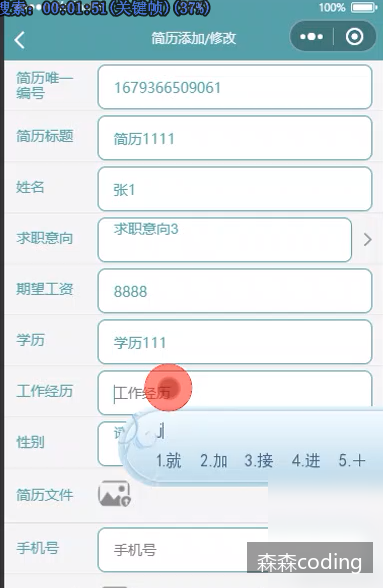 搜索: 00:01:51(关键帧)(37%)
100%
简历添加/修改
简历唯一
编号
1679366509061
简历标题
简历1111
姓名
张1
求职意向
求职意向3
期望工资
8888
学历
学历111
工作经历
工作经历
性别
j
1.就 2.加 3.接 4.进 5.十
简历文件
手机号
手机号
森森coding